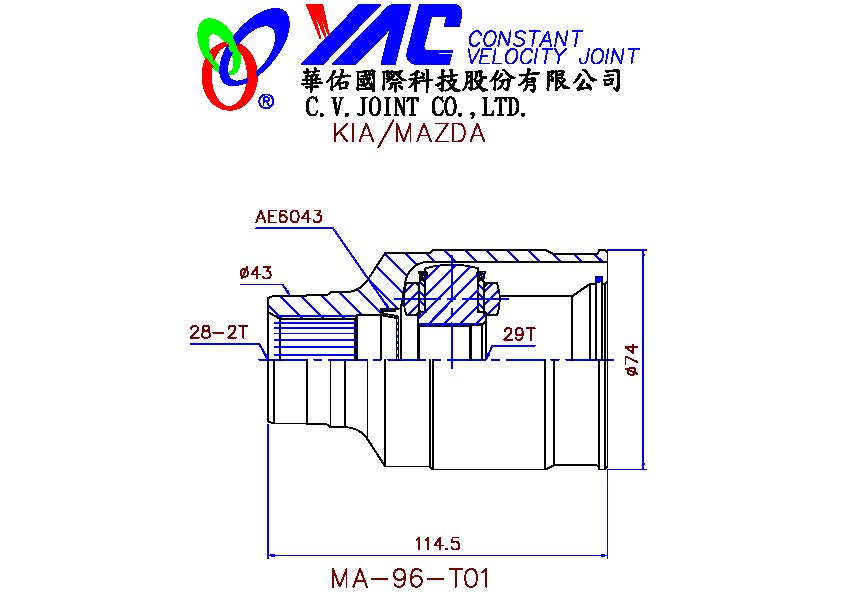 YAC CONSTANT
VELOCITY JOINT
®
華佑國際科技股份有限公司
C.V.JOINT CO.,LTD.
KIA/MAZDA
AE6043
ø43
28-2T
29T
ø74
114.5
MA-96-T01